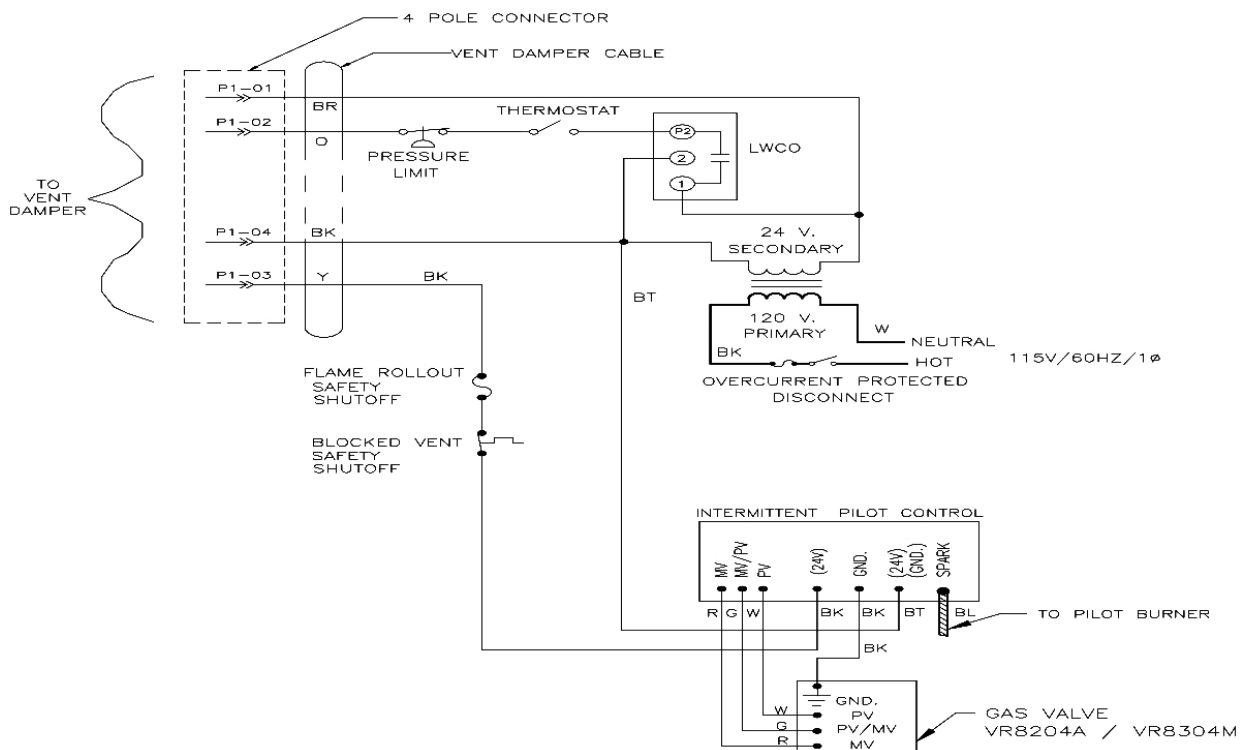 4 POLE CONNECTOR
VENT DAMPER CABLE
P1-01
BR
P1-02
O
THERMOSTAT
PRESSURE
LIMIT
P2
2
1
LWCO
TO
VENT
DAMPER
P1-04
BK
24 V.
SECONDARY
P1-03
Y
BK
BT
120 V.
PRIMARY
W
NEUTRAL
BK
HOT
115V/60HZ/1ø
OVERCURRENT PROTECTED
DISCONNECT
FLAME ROLLOUT
SAFETY
SHUTOFF
BLOCKED VENT
SAFETY
SHUTOFF
INTERMITTENT PILOT CONTROL
MV
MV/PV
PV
(24V)
GND.
(24V)
(GND.)
SPARK
R G W BK BK BT BL
TO PILOT BURNER
BK
GND.
W PV
G PV/MV
R MV
GAS VALVE
VR8204A / VR8304M